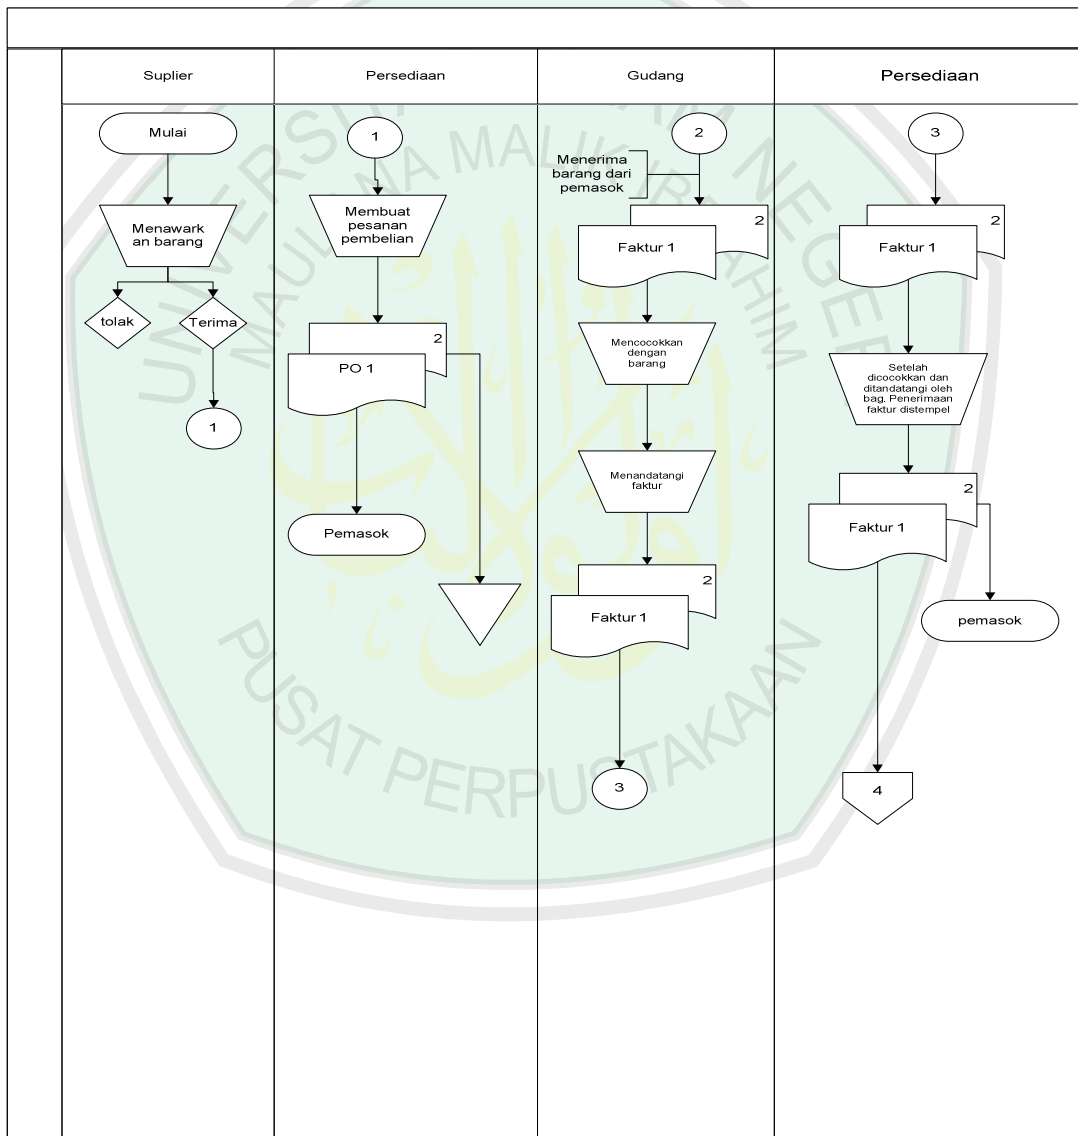 Suplier
Persediaan
Gudang
Persediaan
Mulai
Menawark
an barang
tolak
Terima
1
1
Membuat
pesanan
pembelian
2
PO 1
Pemasok
2
Menerima
barang dari
pemasok
2
Faktur 1
Mencocokkan
dengan
barang
Menandatangi
faktur
2
Faktur 1
3
3
2
Faktur 1
Setelah
dicocokkan dan
ditandatangi oleh
bag. Penerimaan
faktur distempel
2
Faktur 1
pemasok
4
PUSAT PERPUSTAKAAN